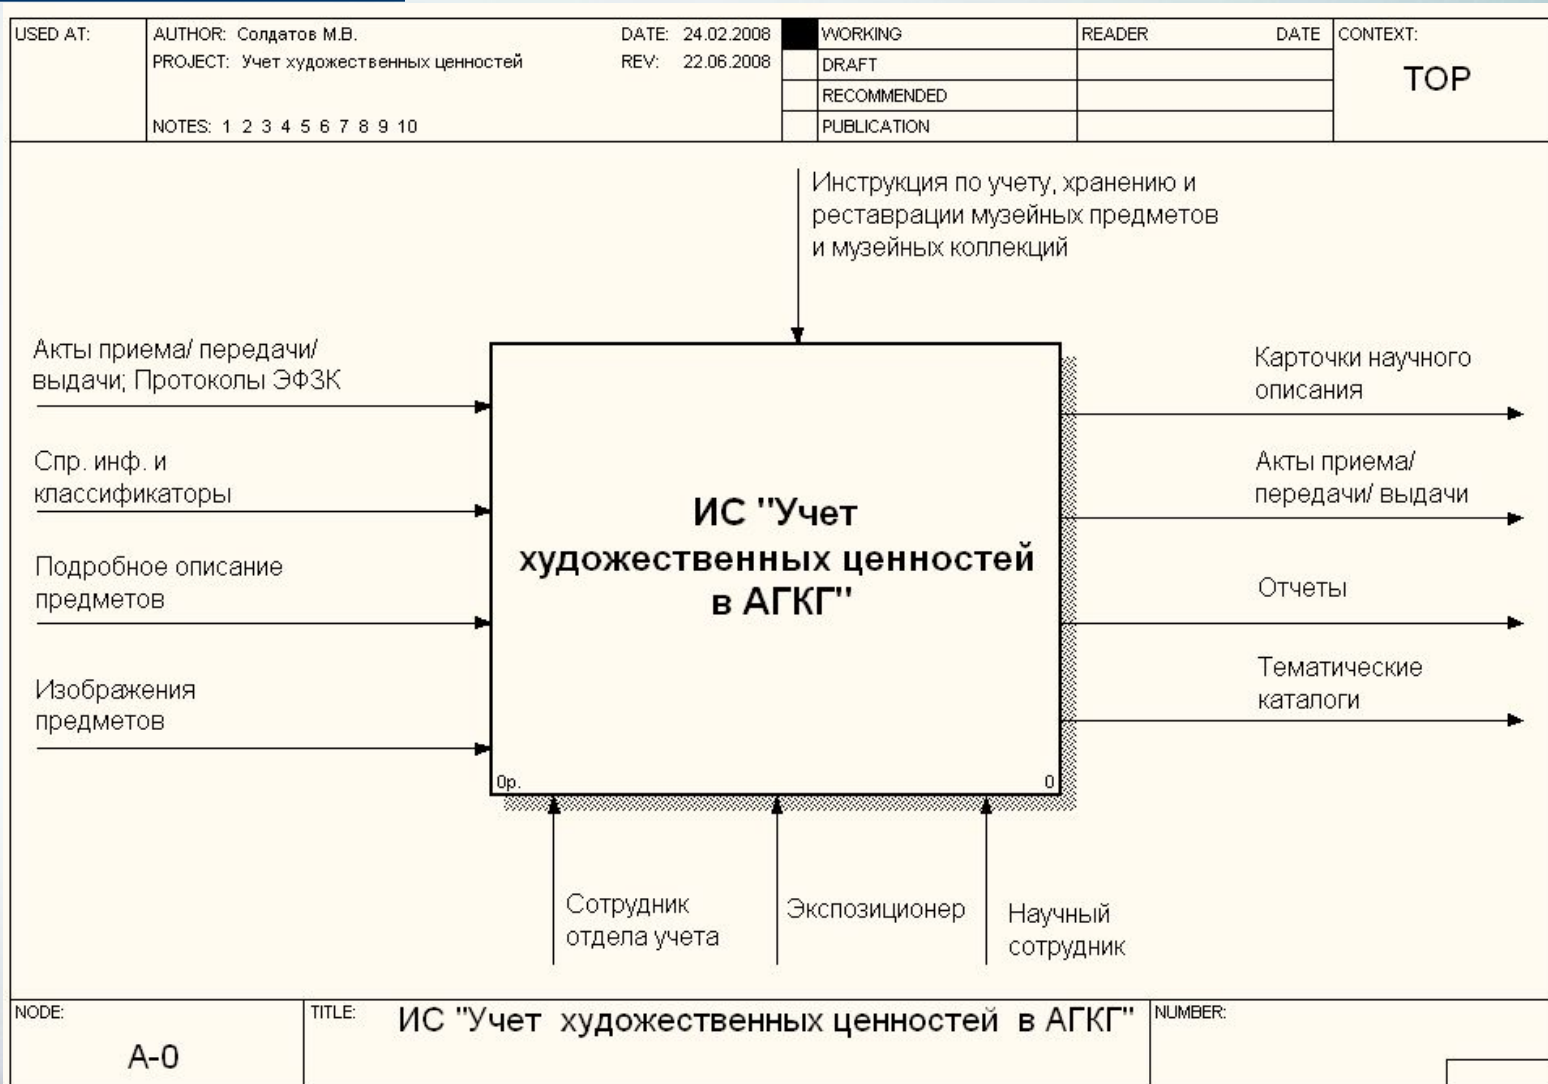 USED AT:
AUTHOR: Солдатов М.В.
DATE: 24.02.2008
PROJECT: Учет художественных ценностей
REV: 22.06.2008
NOTES: 1 2 3 4 5 6 7 8 9 10
WORKING
DRAFT
RECOMMENDED
PUBLICATION
READER DATE
CONTEXT:
TOP
Инструкция по учету, хранению и
реставрации музейных предметов
и музейных коллекций
Акты приема/ передачи/
выдачи; Протоколы ЭФЗК
Спр. инф. и
классификаторы
Подробное описание
предметов
Изображения
предметов
ИС "Учет
художественных ценностей
в АГКГ"
0р.
0
Карточки научного
описания
Акты приема/
передачи/ выдачи
Отчеты
Тематические
каталоги
Сотрудник
отдела учета
Экспозиционер
Научный
сотрудник
NODE:
A-0
TITLE:
ИС "Учет художественных ценностей в АГКГ"
NUMBER: